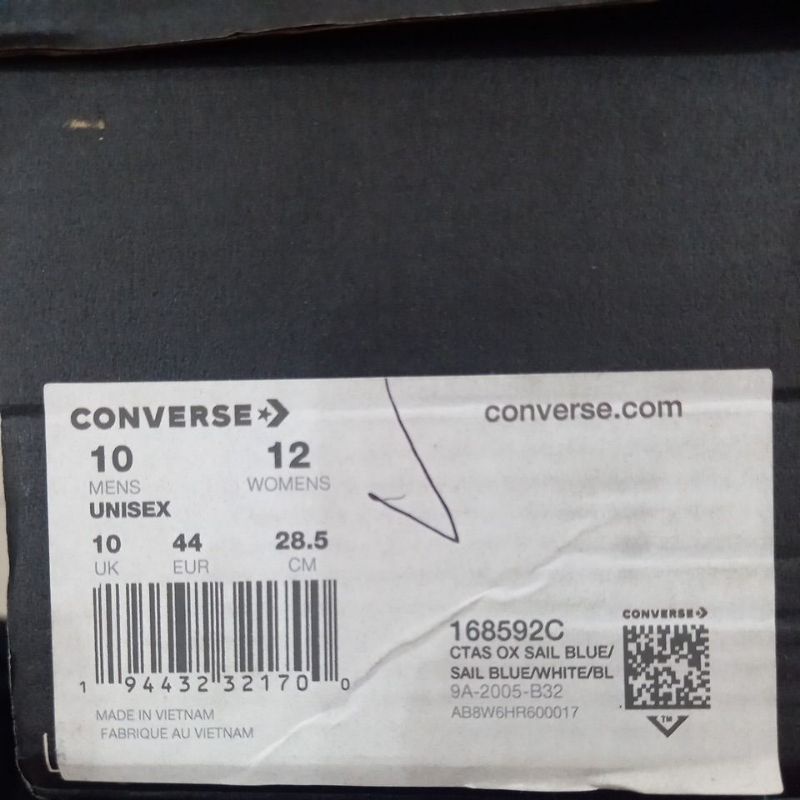 CONVERSE
converse.com
10 12
MENS WOMENS
UNISEX
10 44 28.5
UK EUR CM
1 94432 32170 0
MADE IN VIETNAM
FABRIQUE AU VIETNAM
168592C
CTAS OX SAIL BLUE/
SAIL BLUE/WHITE/BL
9A-2005-B32
AB8W6HR600017
CONVERSE
TM